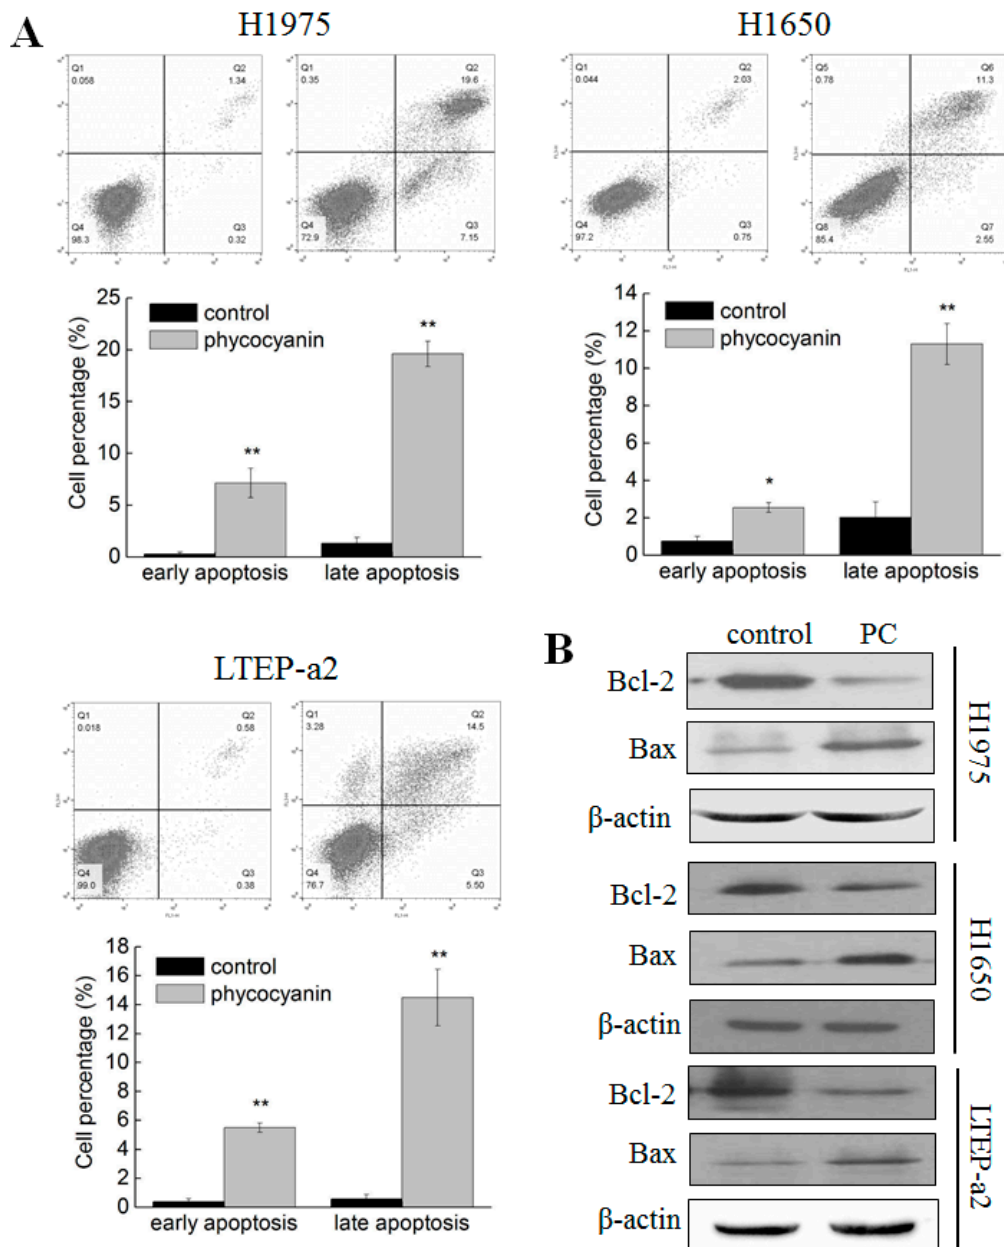 A
H1975
H1650
Q1
0.058
Q2
1.34
Q4
98.3
Q3
0.32
Q1
0.35
Q2
19.6
Q4
72.9
Q3
7.15
Q1
0.044
Q2
2.03
Q4
97.2
Q3
0.75
FL1-H
Q5
0.78
Q6
11.3
Q8
85.4
Q7
2.55
FL1-H
25
20
15
10
5
0
Cell percentage (%)
control
phycocyanin
**
**
early apoptosis
late apoptosis
14
12
10
8
6
4
2
0
Cell percentage (%)
control
phycocyanin
*
**
early apoptosis
late apoptosis
LTEP-a2
Q1
0.018
Q2
0.58
Q4
99.0
Q3
0.38
FL1-H
Q1
3.28
Q2
14.5
Q4
76.7
Q3
5.50
FL1-H
18
16
14
12
10
8
6
4
2
0
Cell percentage (%)
control
phycocyanin
**
**
early apoptosis
late apoptosis
B
control PC
Bcl-2
Bax
β-actin
H1975
Bcl-2
Bax
β-actin
H1650
Bcl-2
Bax
β-actin
LTEP-a2